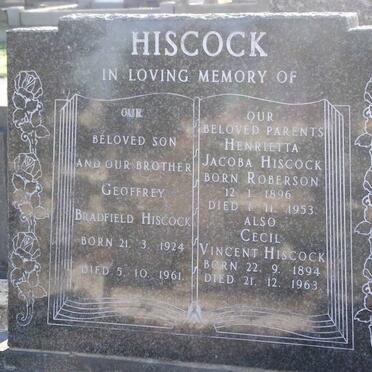 HISCOCK
IN LOVING MEMORY OF
OUR
BELOVED SON
AND OUR BROTHER
GEOFFREY
BRADFIELD HISCOCK
BORN 21. 3. 1924
DIED 5. 10. 1961
OUR
BELOVED PARENTS
HENRIETTA
JACOBA HISCOCK
BORN ROBERSON
12. 1. 1896
DIED 1. 11. 1953
ALSO
CECIL
VINCENT HISCOCK
BORN 22. 9. 1894
DIED 21. 12. 1963